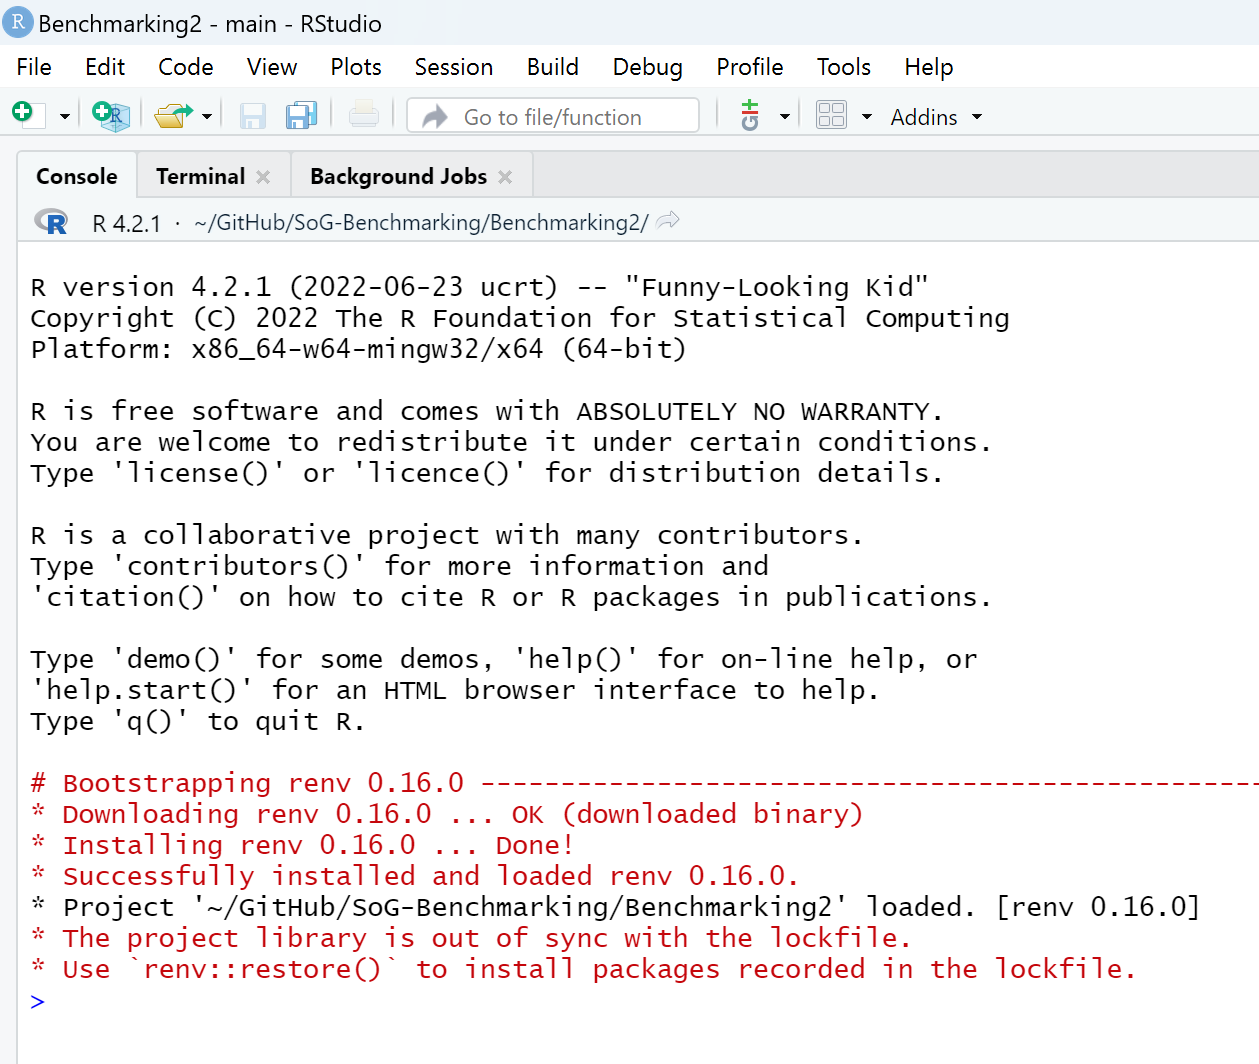 Benchmarking2 - main - RStudio
File Edit Code View Plots Session Build Debug Profile Tools Help
Go to file/function Git Addins
Console Terminal Background Jobs
R 4.2.1 · ~/GitHub/SoG-Benchmarking/Benchmarking2/
R version 4.2.1 (2022-06-23 ucrt) -- "Funny-Looking Kid"
Copyright (C) 2022 The R Foundation for Statistical Computing
Platform: x86_64-w64-mingw32/x64 (64-bit)
R is free software and comes with ABSOLUTELY NO WARRANTY.
You are welcome to redistribute it under certain conditions.
Type 'license()' or 'licence()' for distribution details.
R is a collaborative project with many contributors.
Type 'contributors()' for more information and
'citation()' on how to cite R or R packages in publications.
Type 'demo()' for some demos, 'help()' for on-line help, or
'help.start()' for an HTML browser interface to help.
Type 'q()' to quit R.
# Bootstrapping renv 0.16.0 -------------------------------------------------
* Downloading renv 0.16.0 ... OK (downloaded binary)
* Installing renv 0.16.0 ... Done!
* Successfully installed and loaded renv 0.16.0.
* Project '~/GitHub/SoG-Benchmarking/Benchmarking2' loaded. [renv 0.16.0]
* The project library is out of sync with the lockfile.
* Use `renv::restore()` to install packages recorded in the lockfile.
>